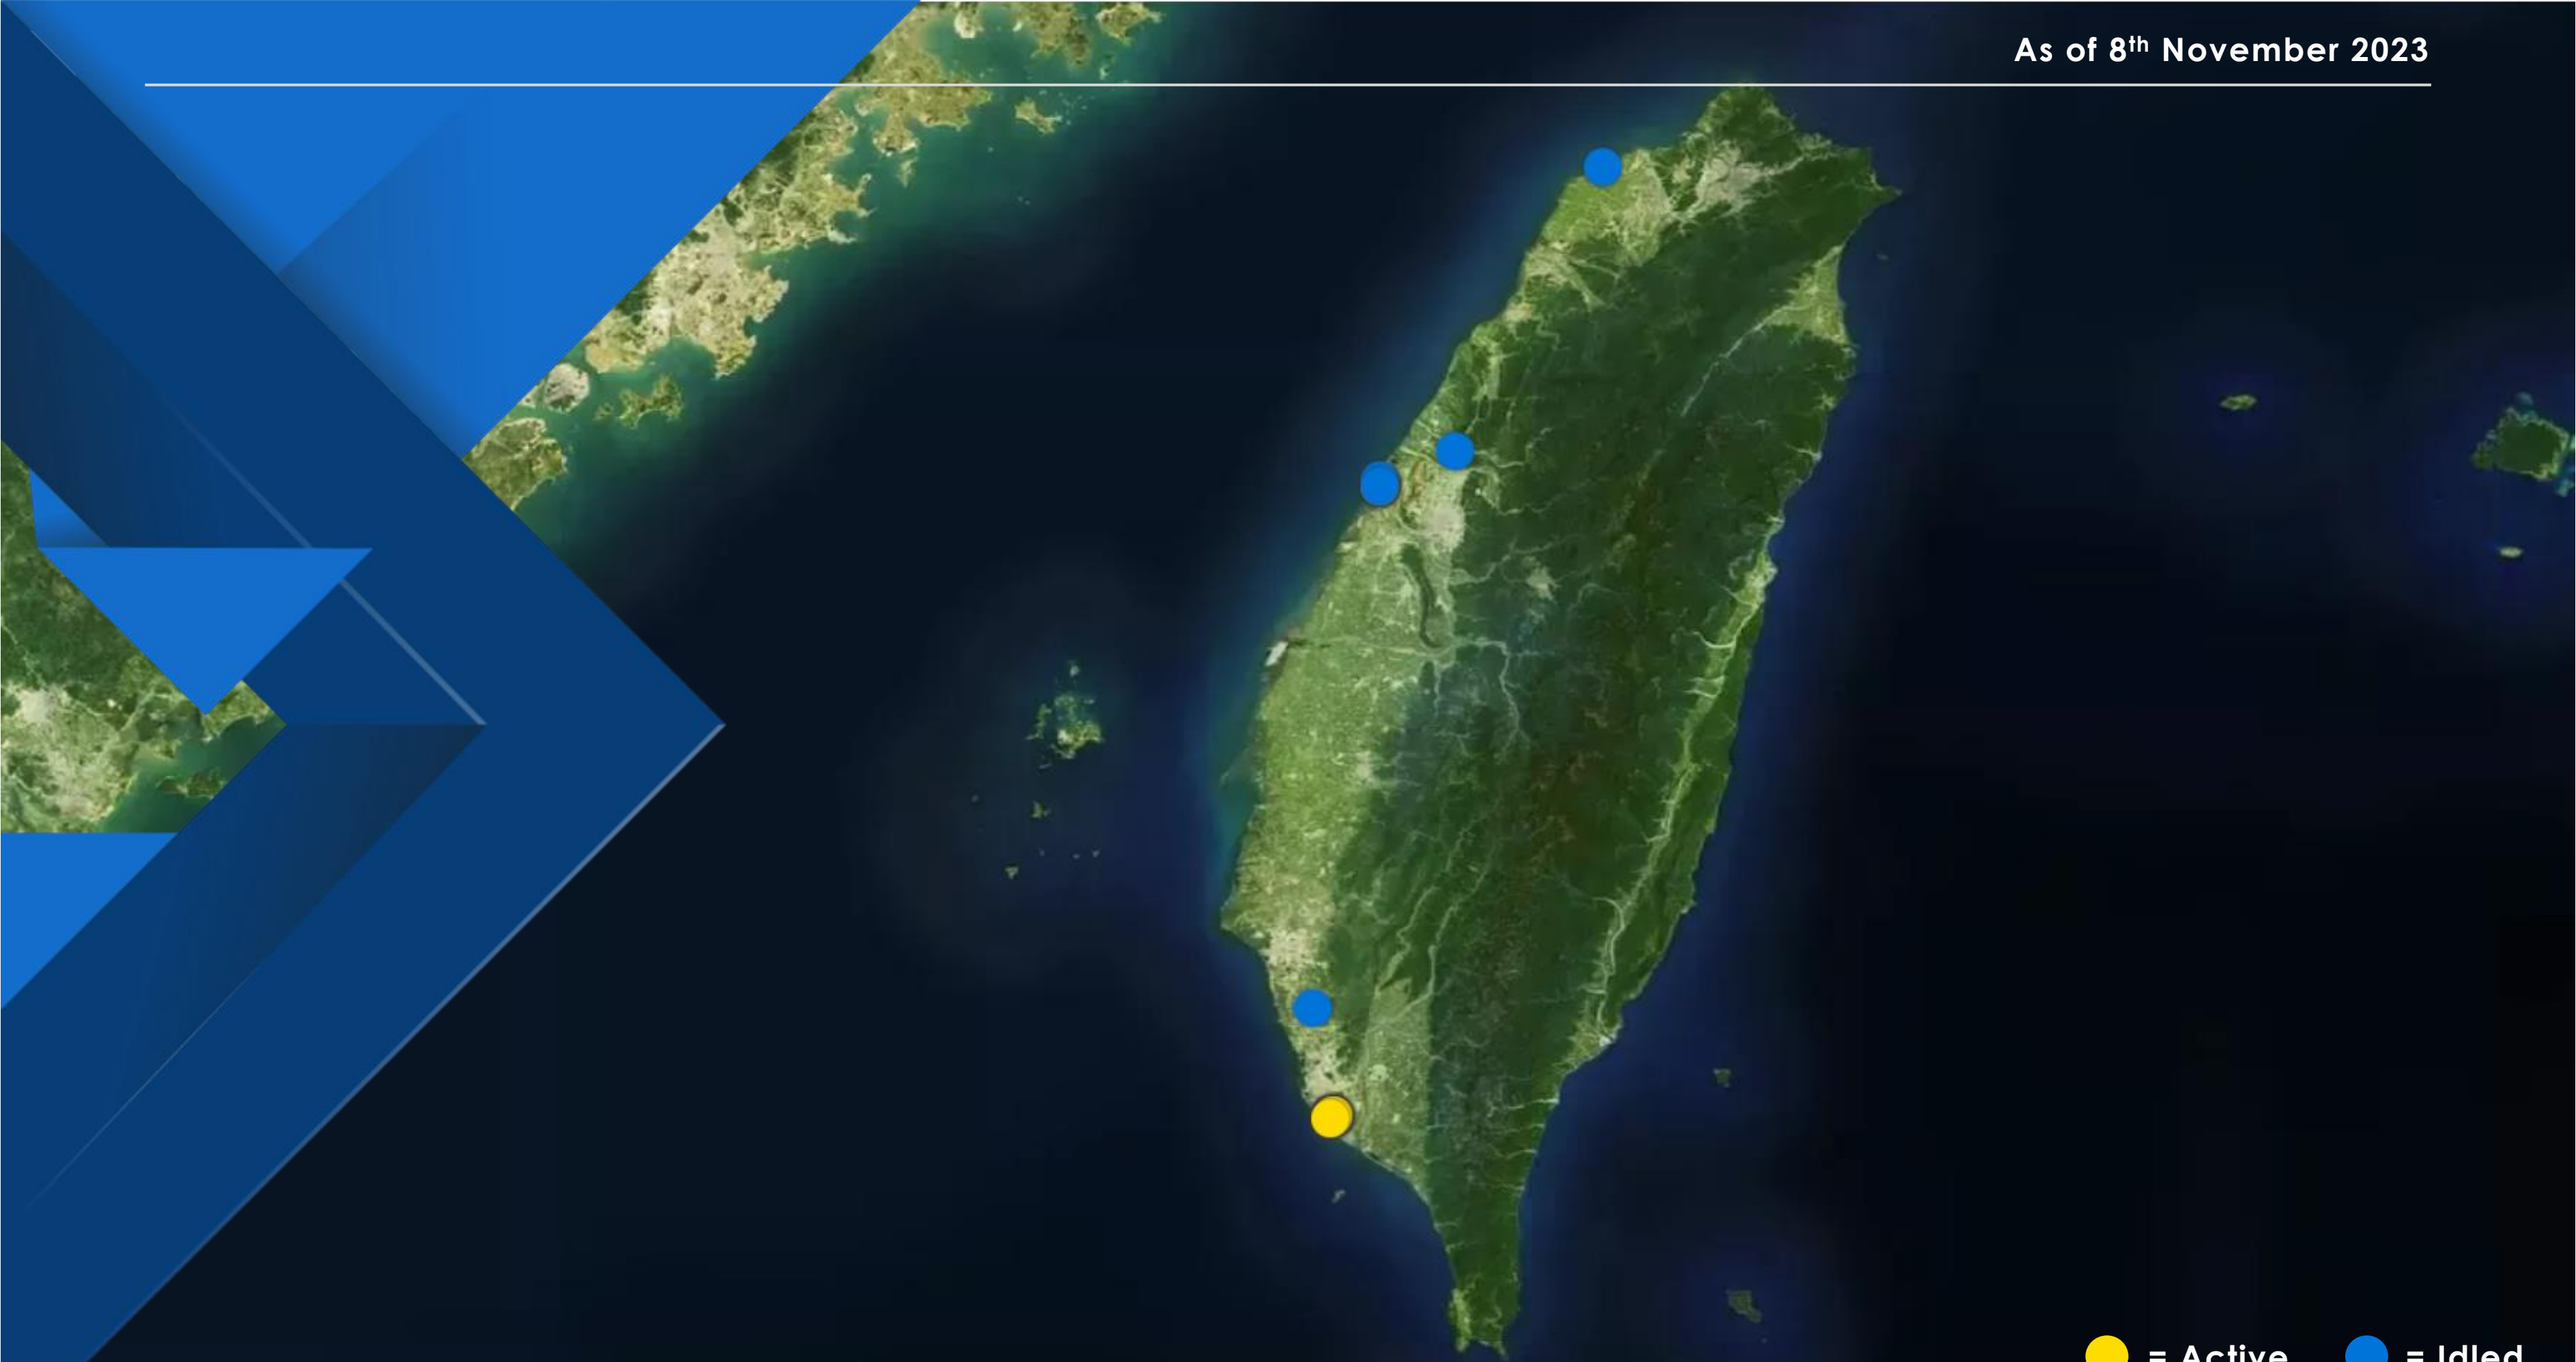 As of 8th November 2023
= Active = Idled